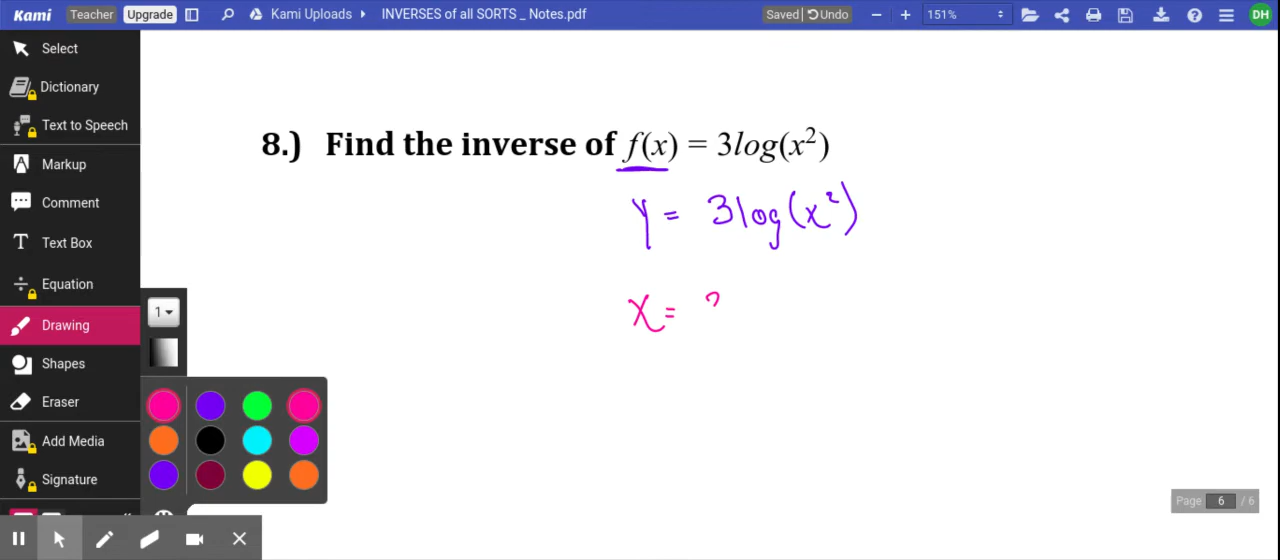 Kami Teacher Upgrade Kami Uploads INVERSES of all SORTS _ Notes.pdf Saved Undo − + 151% DH
Select
Dictionary
Text to Speech
Markup
Comment
T Text Box
Equation
Drawing
Shapes
Eraser
Add Media
Signature
1
8.) Find the inverse of f(x) = 3log(x²)
y = 3log(x²)
x =
Page 6 / 6